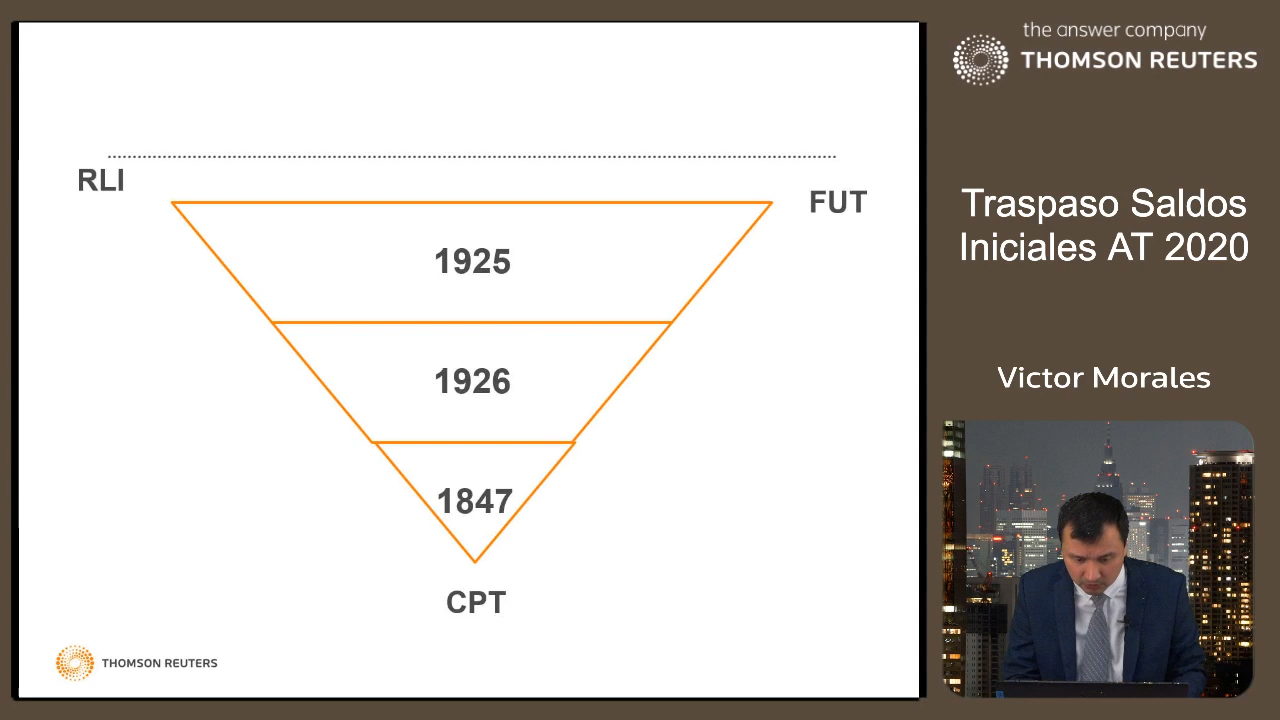 RLI
FUT
1925
1926
1847
CPT
THOMSON REUTERS
the answer company
THOMSON REUTERS
Traspaso Saldos
Iniciales AT 2020
Victor Morales